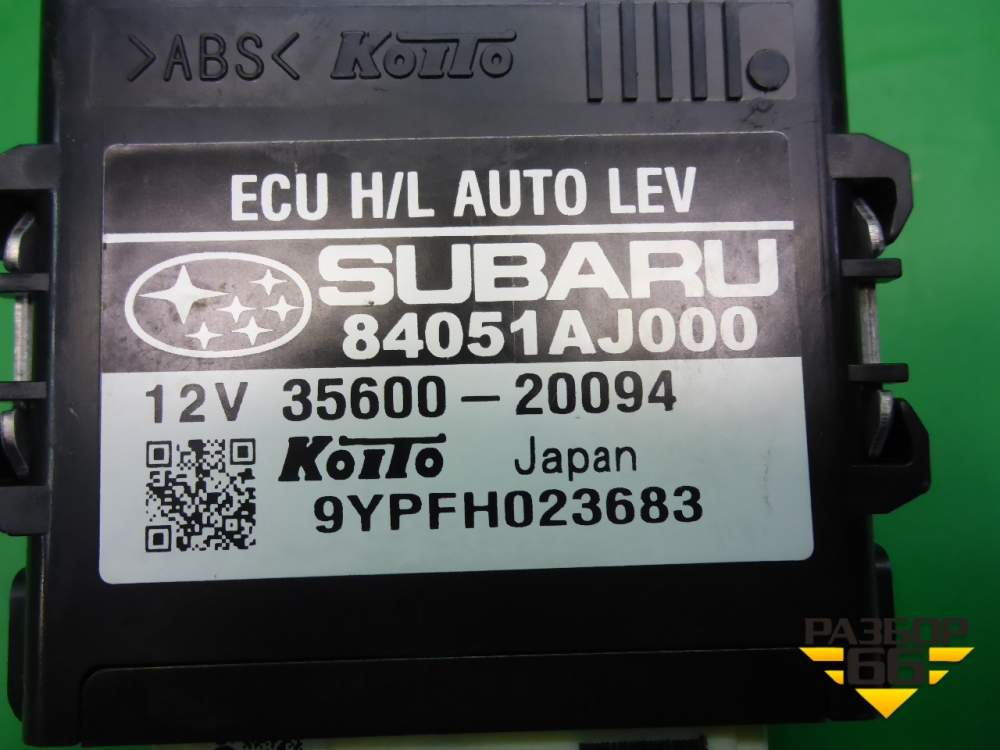 >ABS< KOITO
ECU H/L AUTO LEV
SUBARU
84051AJ000
12V 35600-20094
KOITO Japan
9YPFH023683
РАЗБОР
66